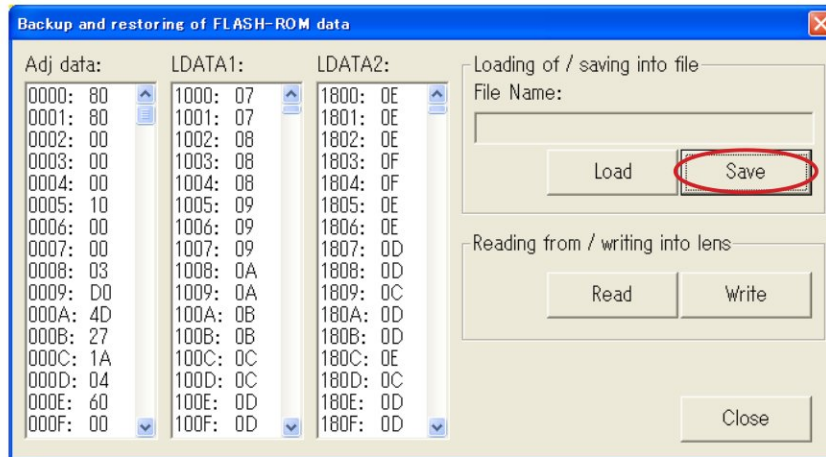 Backup and restoring of FLASH-ROM data
Adj data:
0000: 80
0001: 80
0002: 00
0003: 00
0004: 00
0005: 10
0006: 00
0007: 00
0008: 03
0009: D0
000A: 4D
000B: 27
000C: 1A
000D: 04
000E: 60
000F: 00
LDATA1:
1000: 07
1001: 07
1002: 08
1003: 08
1004: 08
1005: 09
1006: 09
1007: 09
1008: 0A
1009: 0A
100A: 0B
100B: 0B
100C: 0C
100D: 0C
100E: 0D
100F: 0D
LDATA2:
1800: 0E
1801: 0E
1802: 0E
1803: 0F
1804: 0F
1805: 0E
1806: 0E
1807: 0D
1808: 0D
1809: 0C
180A: 0D
180B: 0D
180C: 0E
180D: 0C
180E: 0D
180F: 0D
Loading of / saving into file
File Name:
Load
Save
Reading from / writing into lens
Read
Write
Close